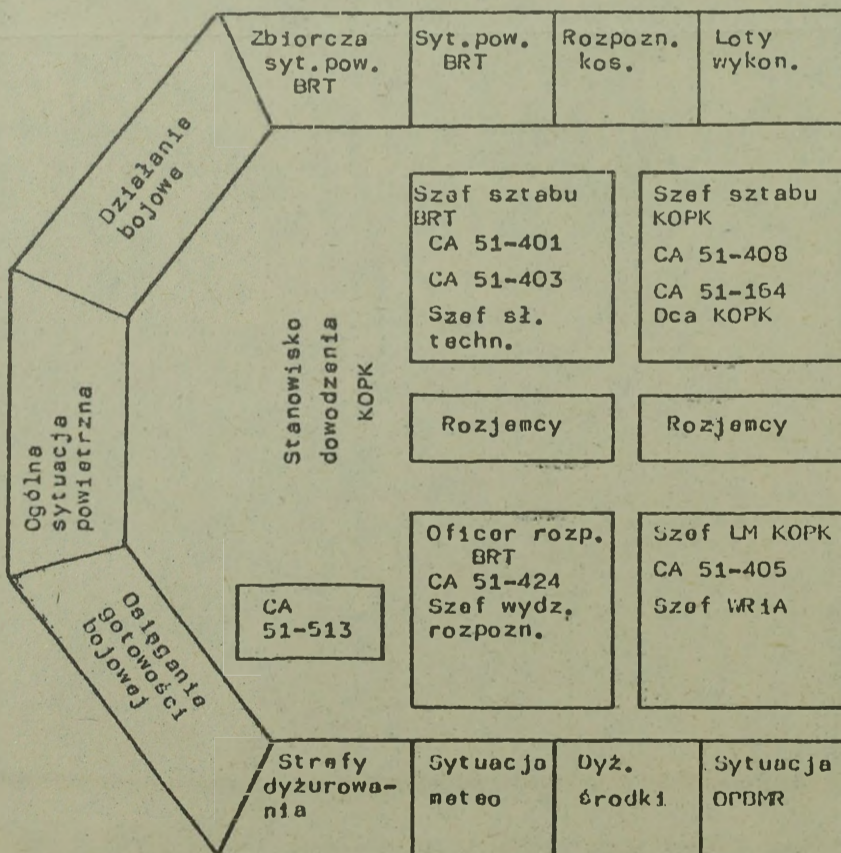 Zbiorcza
syt.pow.
BRT
Syt.pow.
BRT
Rozpozn.
kos.
Loty
wykon.
Działanie
bojowe
Ogólna
sytuacja
powietrzna
Osięganie
gotowości
bojowej
Stanowisko
dowodzenia
KOPK
Szef sztabu
BRT
CA 51-401
CA 51-403
Szef sł.
techn.
Szef sztabu
KOPK
CA 51-408
CA 51-164
Dca KOPK
Rozjemcy
Rozjemcy
CA
51-513
Oficer rozp.
BRT
CA 51-424
Szef wydz.
rozpozn.
Szef LM KOPK
CA 51-405
Szef WRiA
Strefy
dyżurowa-
nia
Sytuacja
meteo
Dyż.
środki
Sytuacja
OPBMR